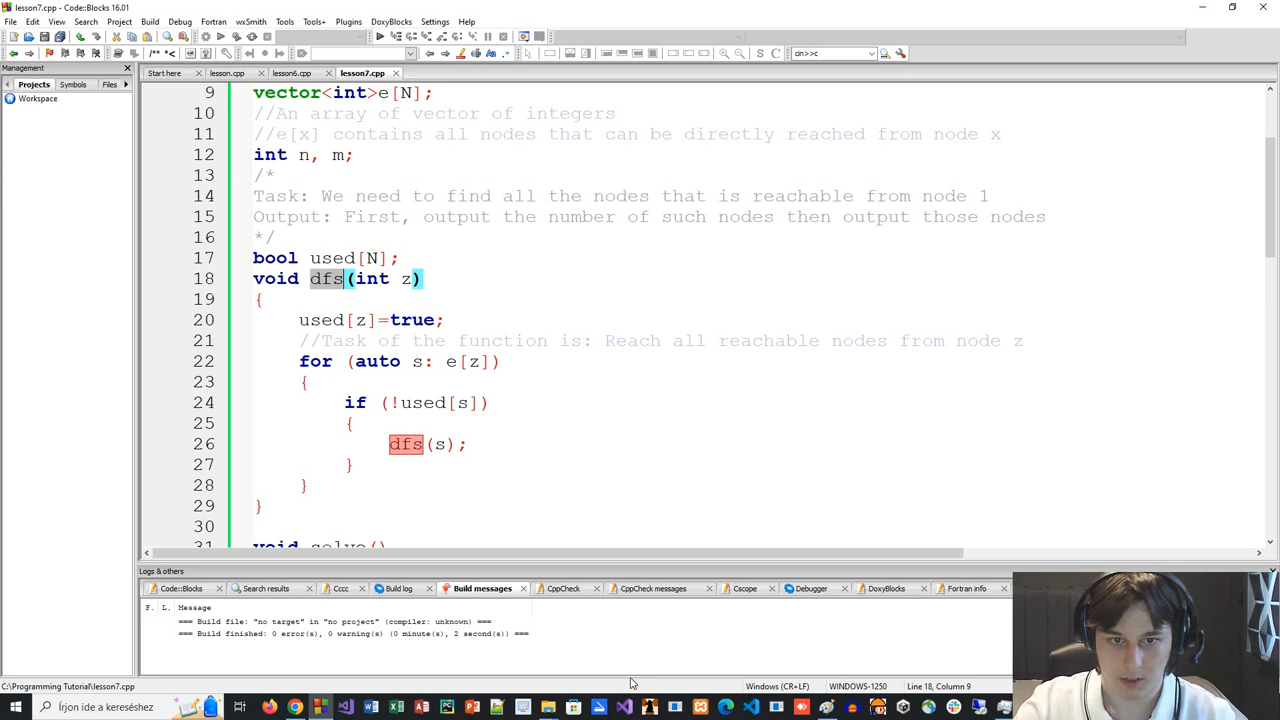 lesson7.cpp - Code::Blocks 16.01
File Edit View Search Project Build Debug Fortran wxSmith Tools Tools+ Plugins DoxyBlocks Settings Help
/** *<
cn>>c
Management
Projects Symbols Files
Workspace
Start here lesson.cpp lesson6.cpp lesson7.cpp
9 vector<int>e[N];
10 //An array of vector of integers
11 //e[x] contains all nodes that can be directly reached from node x
12 int n, m;
13 /*
14 Task: We need to find all the nodes that is reachable from node 1
15 Output: First, output the number of such nodes then output those nodes
16 */
17 bool used[N];
18 void dfs(int z)
19 {
20 used[z]=true;
21 //Task of the function is: Reach all reachable nodes from node z
22 for (auto s: e[z])
23 {
24 if (!used[s])
25 {
26 dfs(s);
27 }
28 }
29 }
30
31 void solve()
Logs & others
Code::Blocks Search results Cccc Build log Build messages CppCheck CppCheck messages Cscope Debugger DoxyBlocks Fortran info
F. L. Message
=== Build file: "no target" in "no project" (compiler: unknown) ===
=== Build finished: 0 error(s), 0 warning(s) (0 minute(s), 2 second(s)) ===
C:\Programming Tutorial\lesson7.cpp Windows (CR+LF) WINDOWS-1250 Line 18, Column 9
Írjon ide a kereséshez